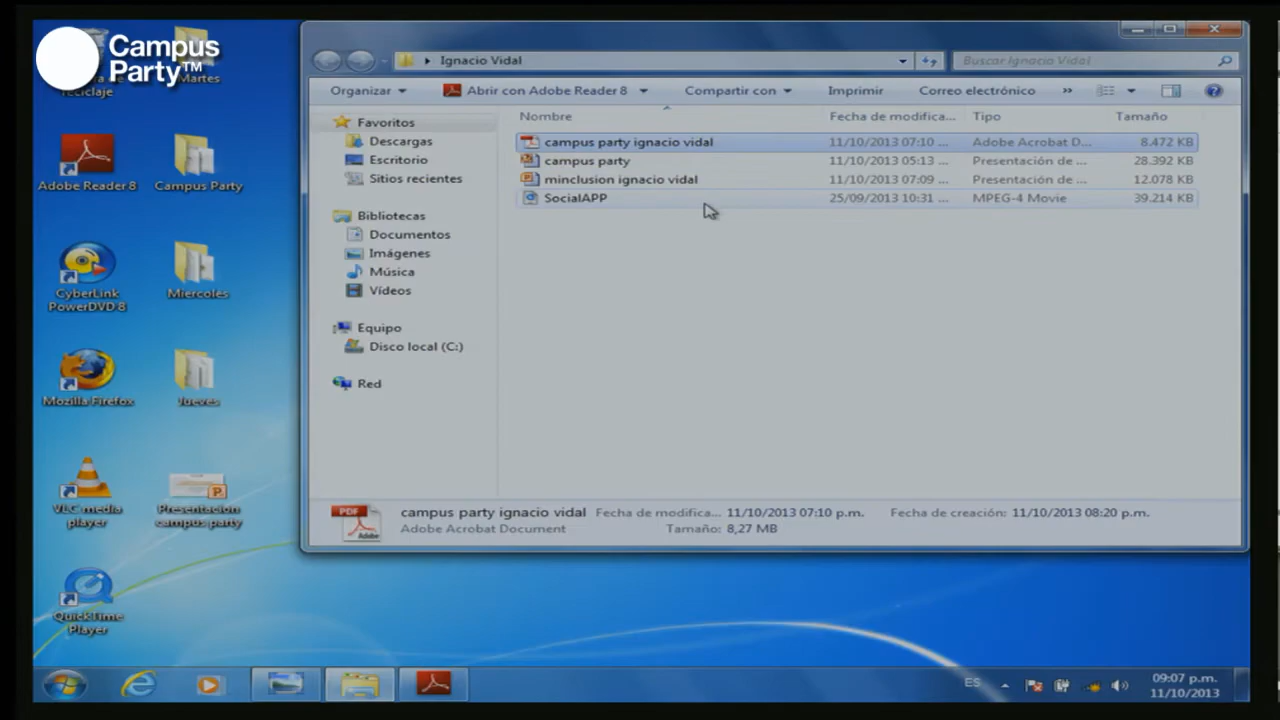 Campus
Party™
reciclaje
Martes
Adobe Reader 8
Campus Party
CyberLink
PowerDVD 8
Miercoles
Mozilla Firefox
Jueves
VLC media
player
Presentacion
campus party
QuickTime
Player
Ignacio Vidal
Buscar Ignacio Vidal
Organizar
Abrir con Adobe Reader 8
Compartir con
Imprimir
Correo electrónico
»
Nombre
Fecha de modifica...
Tipo
Tamaño
campus party ignacio vidal
11/10/2013 07:10 ...
Adobe Acrobat D...
8.472 KB
campus party
11/10/2013 05:13 ...
Presentación de ...
28.392 KB
minclusion ignacio vidal
11/10/2013 07:09 ...
Presentación de ...
12.078 KB
SocialAPP
25/09/2013 10:31 ...
MPEG-4 Movie
39.214 KB
Favoritos
Descargas
Escritorio
Sitios recientes
Bibliotecas
Documentos
Imágenes
Música
Vídeos
Equipo
Disco local (C:)
Red
PDF
Adobe
campus party ignacio vidal
Adobe Acrobat Document
Fecha de modifica... 11/10/2013 07:10 p.m.
Tamaño: 8,27 MB
Fecha de creación: 11/10/2013 08:20 p.m.
ES
09:07 p.m.
11/10/2013